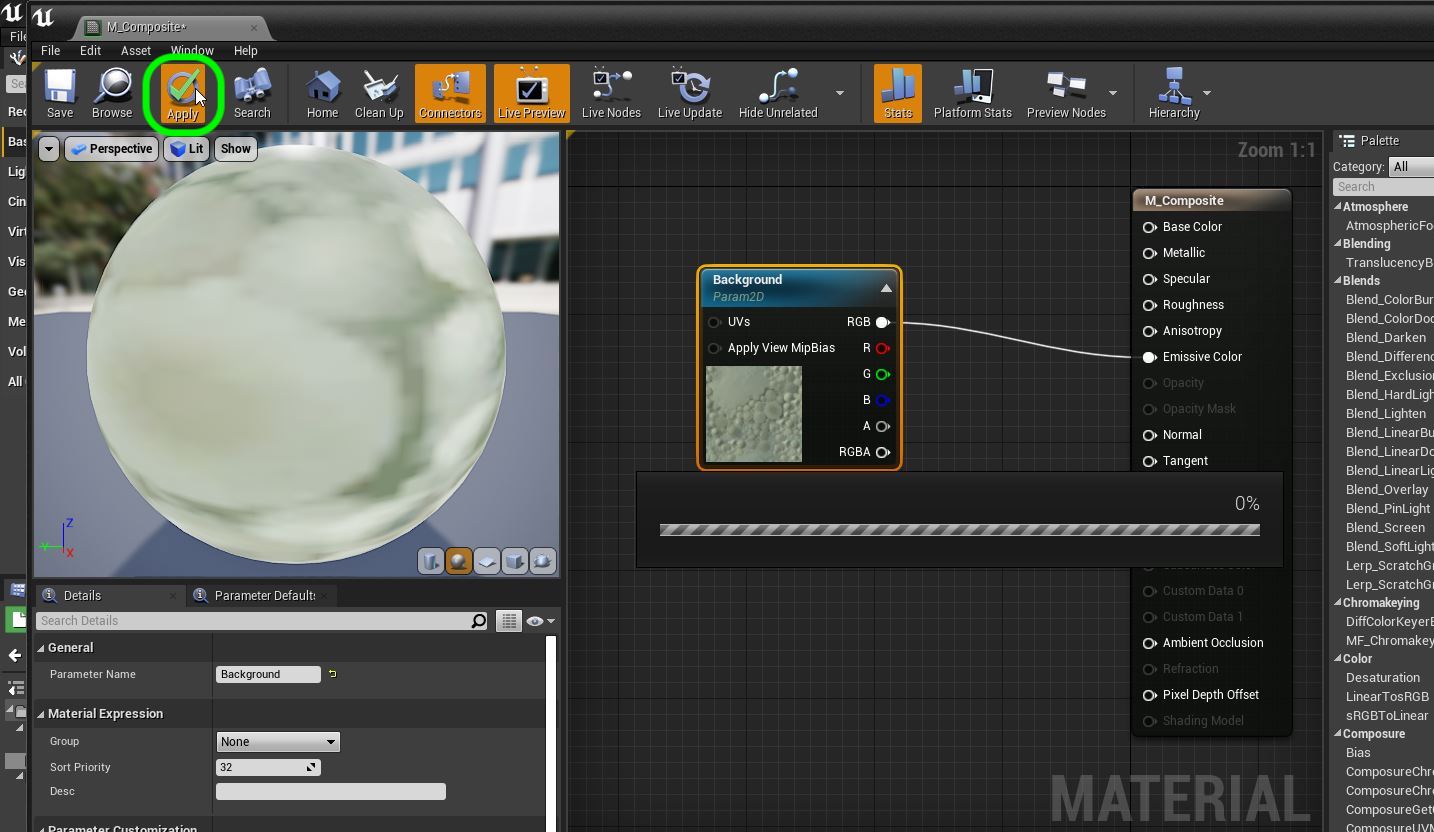 M_Composite*
File
File Edit Asset Window Help
Save Browse Apply Search Home Clean Up Connectors Live Preview Live Nodes Live Update Hide Unrelated Stats Platform Stats Preview Nodes Hierarchy
Perspective Lit Show
Zoom 1:1
Palette
Category: All
Search
Atmosphere
AtmosphericFo
Blending
TranslucencyB
Blends
Blend_ColorBur
Blend_ColorDod
Blend_Darken
Blend_Differenc
Blend_Exclusion
Blend_HardLigh
Blend_Lighten
Blend_LinearBu
Blend_LinearDo
Blend_LinearLig
Blend_Overlay
Blend_PinLight
Blend_Screen
Blend_SoftLight
Lerp_ScratchGr
Lerp_ScratchGr
Chromakeying
DiffColorKeyerE
MF_Chromakey
Color
Desaturation
LinearTosRGB
sRGBToLinear
Composure
Bias
ComposureChro
ComposureChro
ComposureGetU
ComposureUVM
Sea
Rec
Bas
Lig
Cin
Virt
Vis
Geo
Me
Vol
All
Background
Param2D
UVs RGB
Apply View MipBias R
G
B
A
RGBA
M_Composite
Base Color
Metallic
Specular
Roughness
Anisotropy
Emissive Color
Opacity
Opacity Mask
Normal
Tangent
0%
Custom Data 0
Custom Data 1
Ambient Occlusion
Refraction
Pixel Depth Offset
Shading Model
MATERIAL
Z
Y
X
Details Parameter Defaults
Search Details
General
Parameter Name Background
Material Expression
Group None
Sort Priority 32
Desc
Parameter Customization